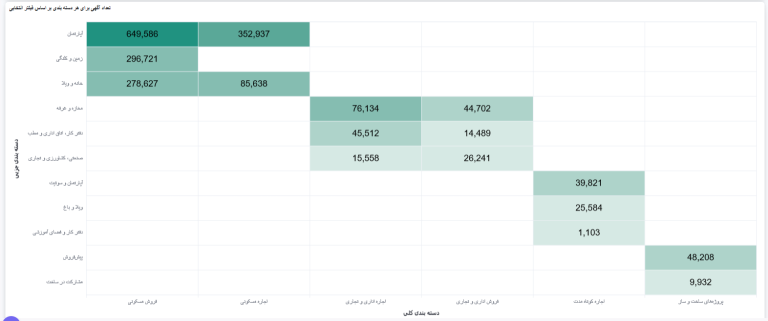 تعداد آگهی برای هر دسته بندی بر اساس فیلتر انتخابی
آپارتمان 649,586 352,937
زمین و کلنگی 296,721
خانه و ویلا 278,627 85,638
مغازه و غرفه 76,134 44,702
دفتر کار، اتاق اداری و مطب 45,512 14,489
صنعتی، کشاورزی و تجاری 15,558 26,241
آپارتمان و سوئیت 39,821
ویلا و باغ 25,584
دفتر کار و فضای آموزشی 1,103
پیش‌فروش 48,208
مشارکت در ساخت 9,932
دسته بندی جزیی
فروش مسکونی اجاره مسکونی اجاره اداری و تجاری فروش اداری و تجاری اجاره کوتاه مدت پروژه‌های ساخت و ساز
دسته بندی کلی